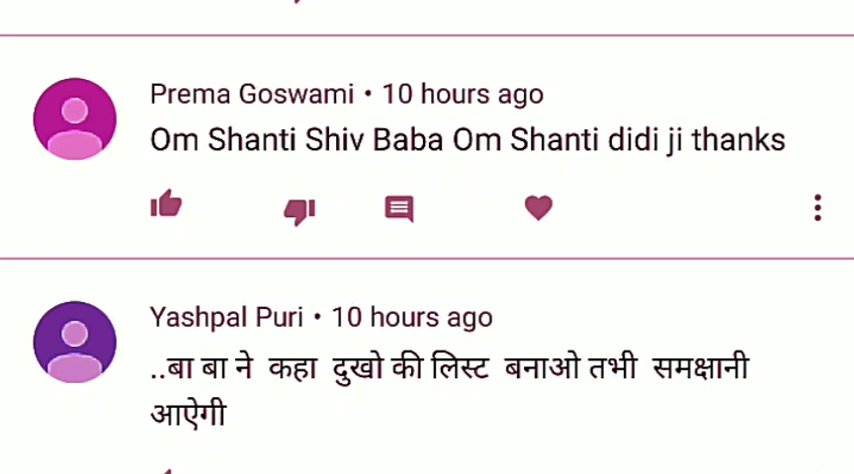 Prema Goswami • 10 hours ago
Om Shanti Shiv Baba Om Shanti didi ji thanks
Yashpal Puri • 10 hours ago
..बा बा ने कहा दुखो की लिस्ट बनाओ तभी समक्षानी
आऐगी